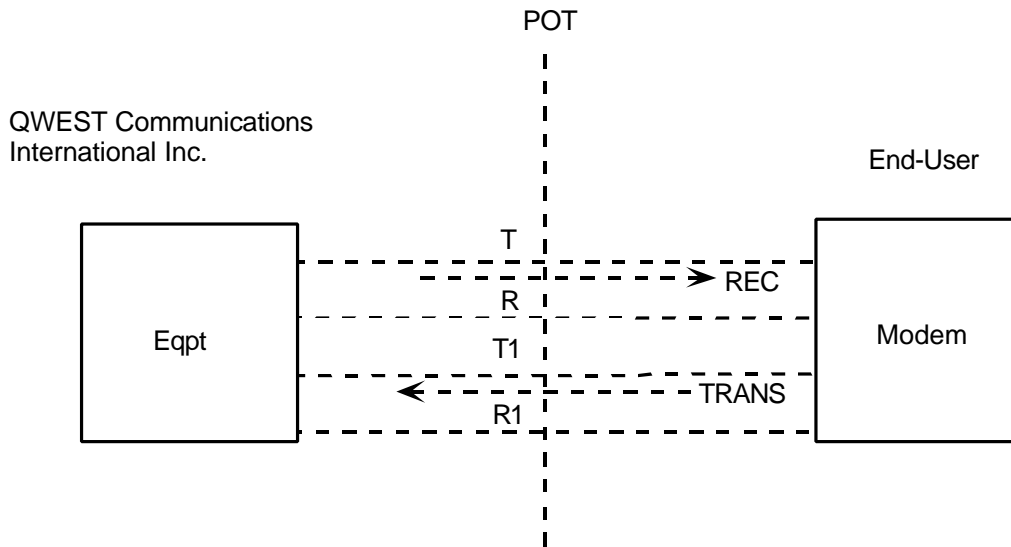 POT
QWEST Communications
International Inc.
End-User
T
REC
R
Eqpt
Modem
T1
TRANS
R1